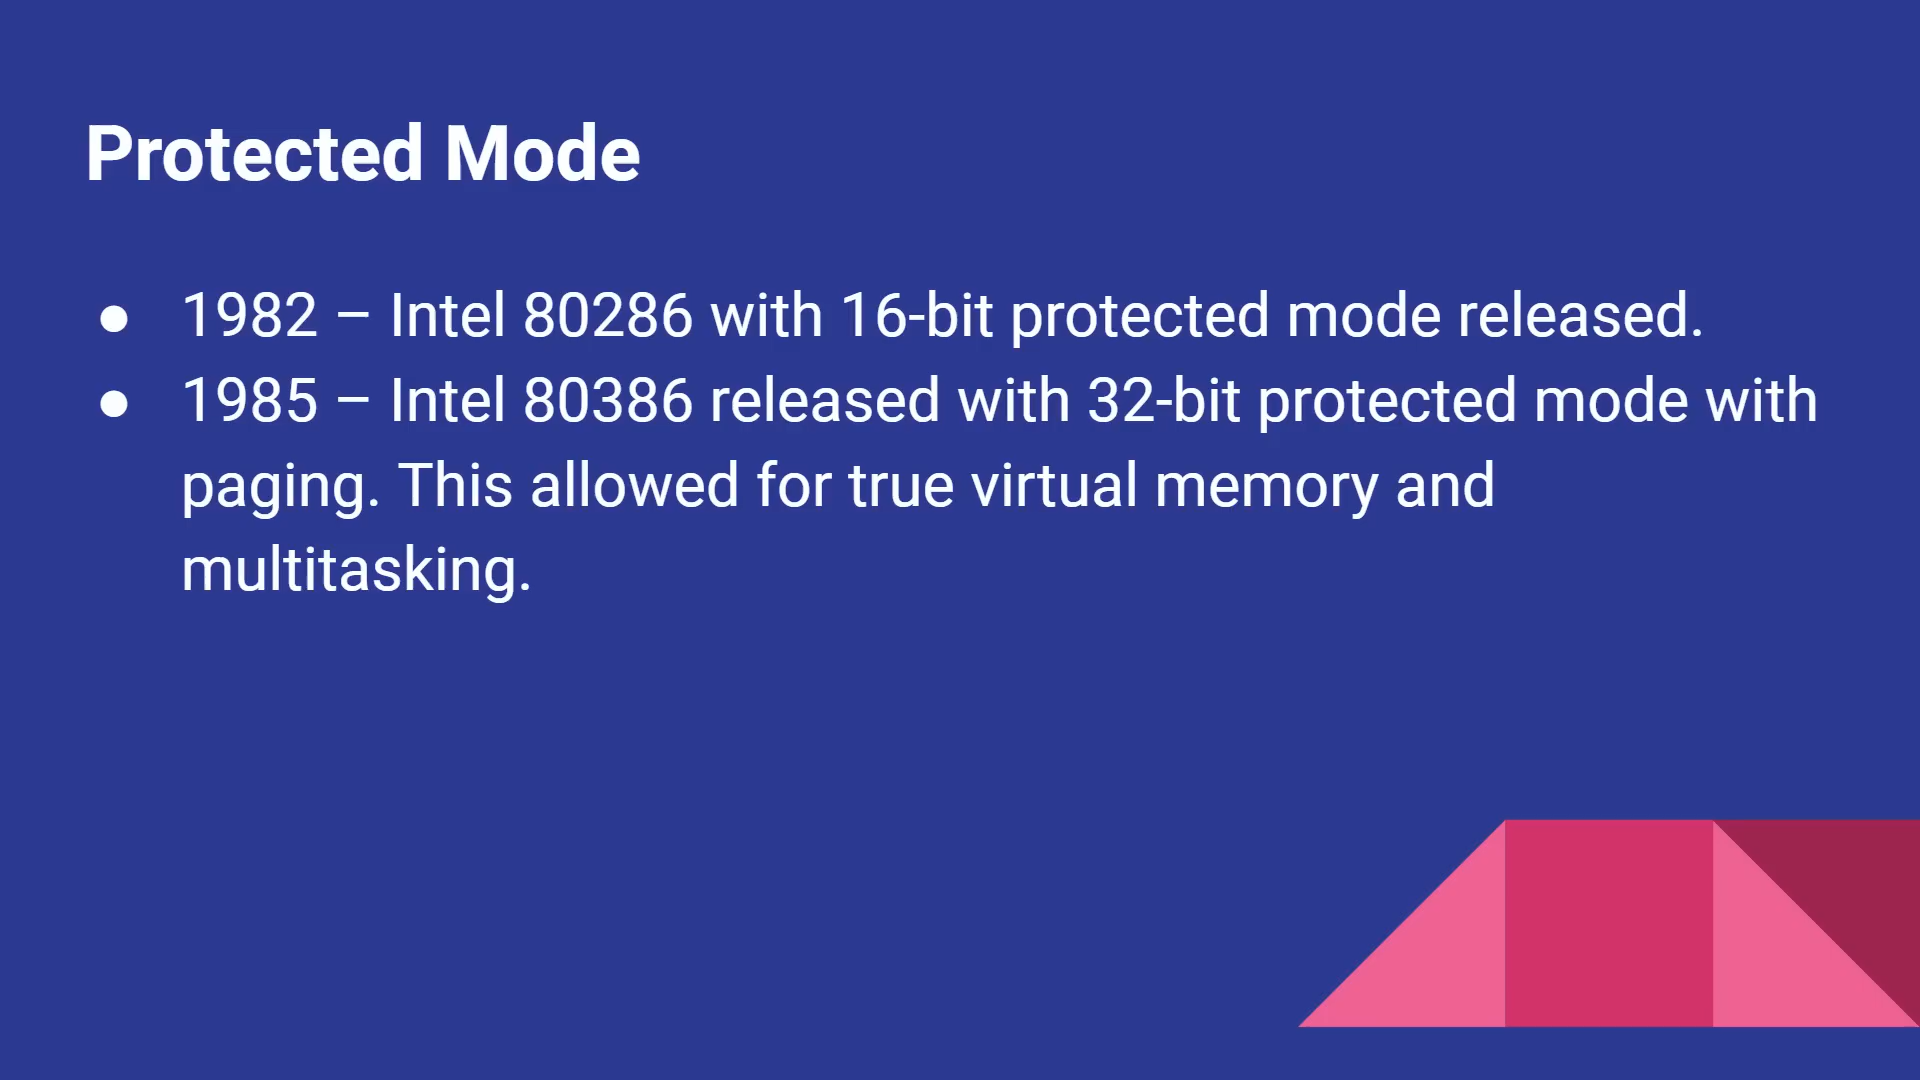 Protected Mode
● 1982 – Intel 80286 with 16-bit protected mode released.
● 1985 – Intel 80386 released with 32-bit protected mode with
paging. This allowed for true virtual memory and
multitasking.